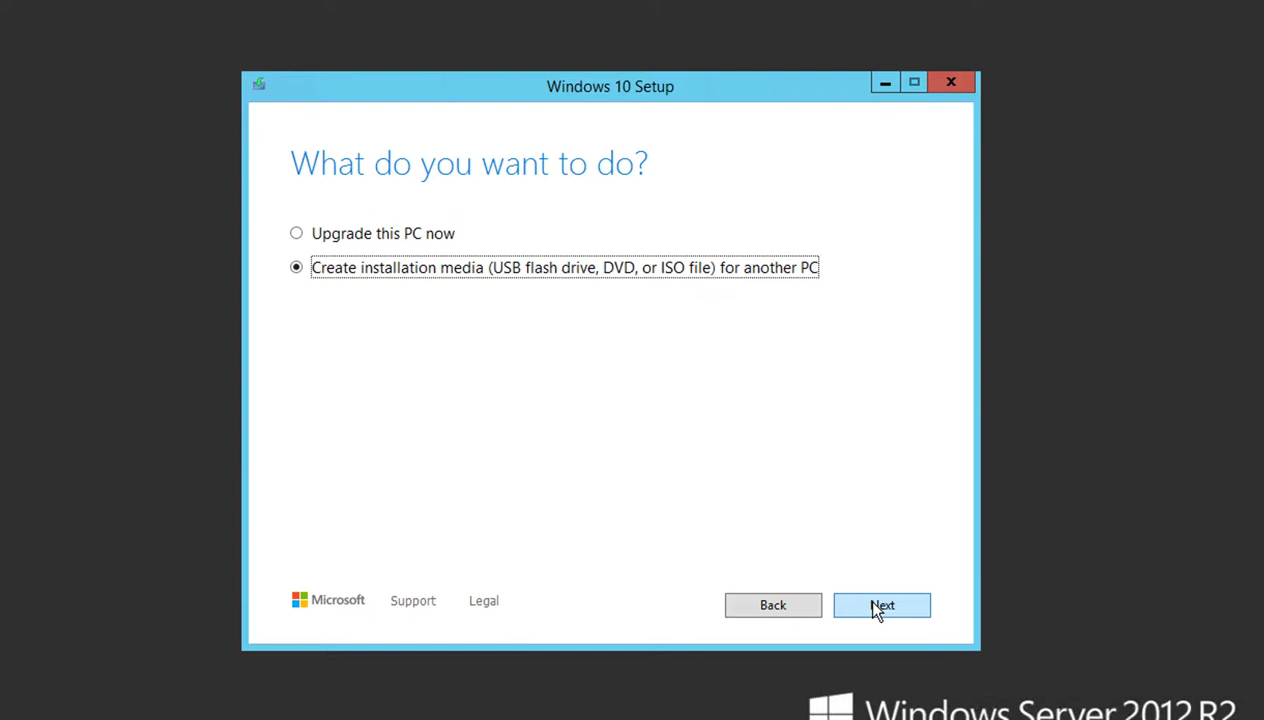 Windows 10 Setup
What do you want to do?
Upgrade this PC now
Create installation media (USB flash drive, DVD, or ISO file) for another PC
Microsoft Support Legal Back Next
Windows Server 2012 R2